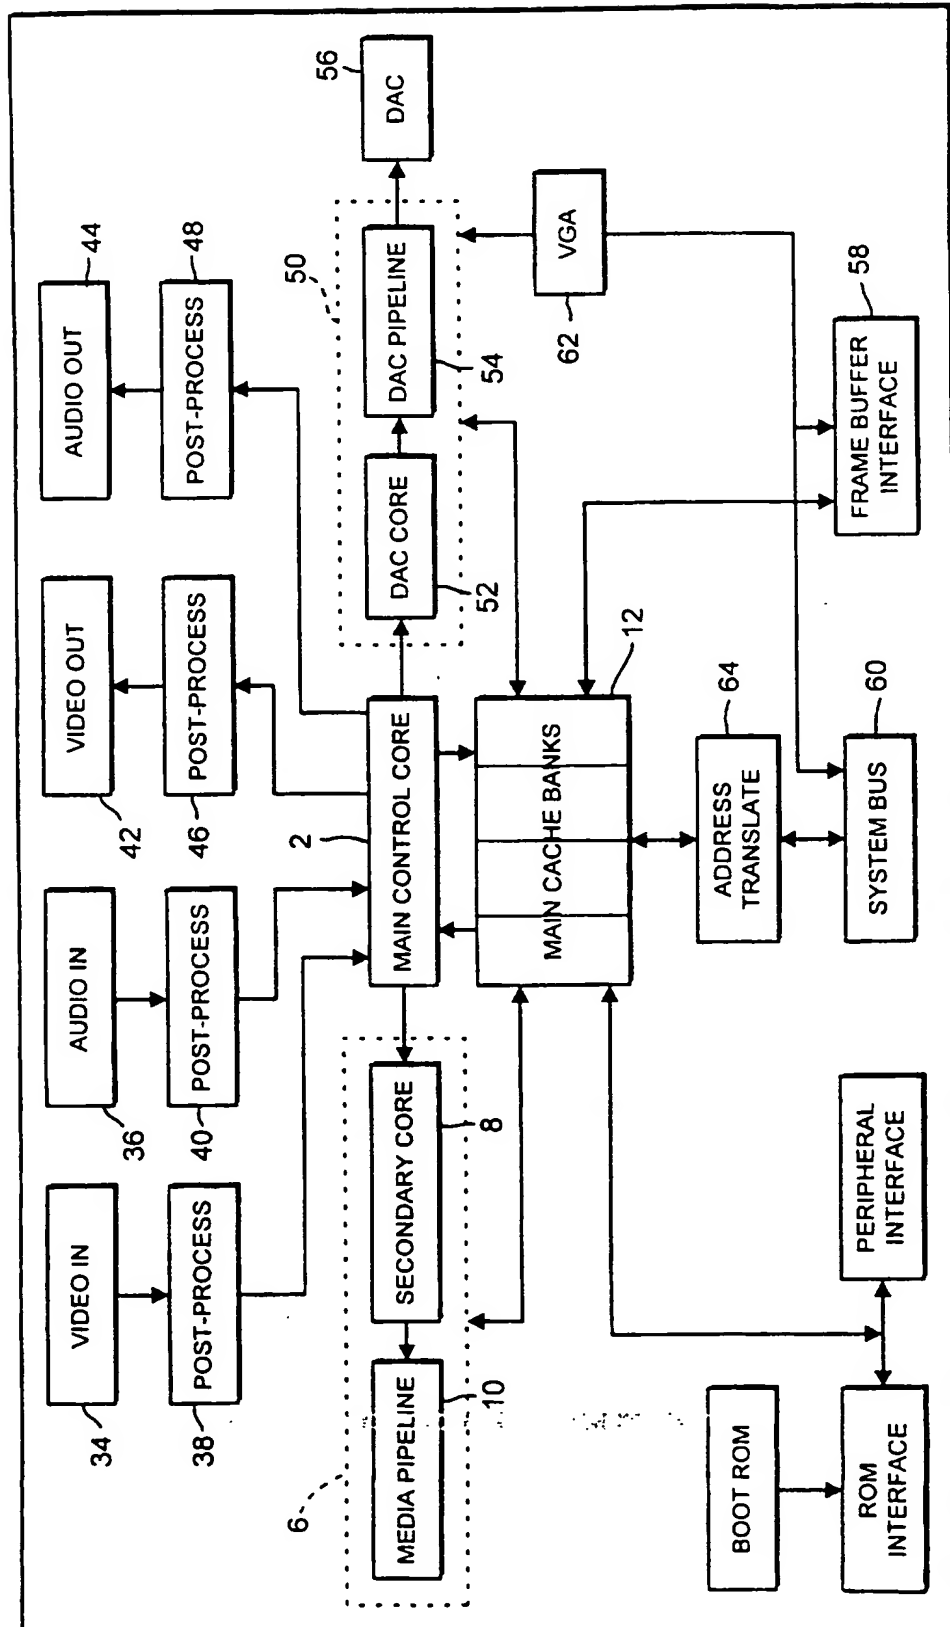 34
VIDEO IN
36
AUDIO IN
42
VIDEO OUT
44
AUDIO OUT
38
POST-PROCESS
40
POST-PROCESS
46
POST-PROCESS
48
POST-PROCESS
6
2
50
56
MEDIA PIPELINE
10
SECONDARY CORE
8
MAIN CONTROL CORE
DAC CORE
52
DAC PIPELINE
54
DAC
MAIN CACHE BANKS
12
62
VGA
BOOT ROM
ADDRESS
TRANSLATE
64
ROM
INTERFACE
PERIPHERAL
INTERFACE
SYSTEM BUS
60
FRAME BUFFER
INTERFACE
58